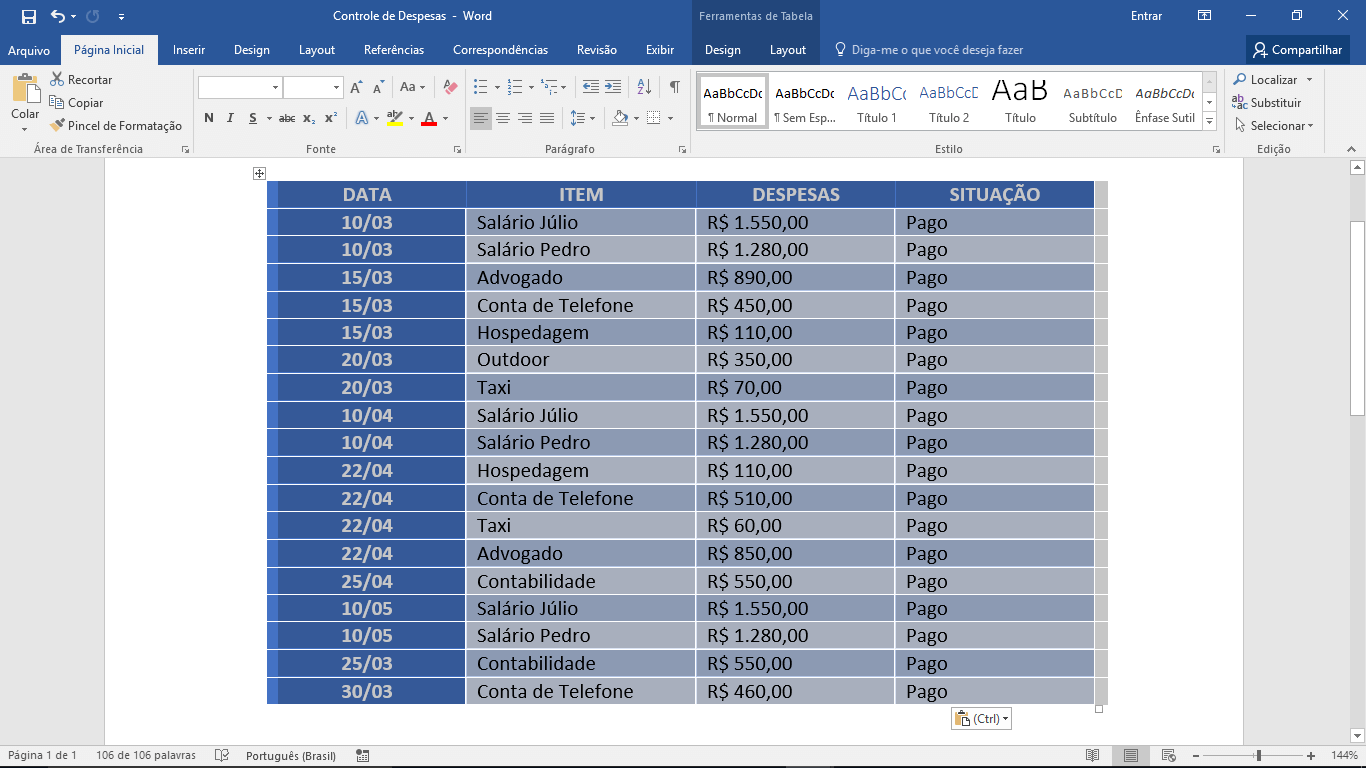 Controle de Despesas - Word
Ferramentas de Tabela
Entrar
Arquivo Página Inicial Inserir Design Layout Referências Correspondências Revisão Exibir Design Layout Diga-me o que você deseja fazer Compartilhar
Colar
Recortar
Copiar
Pincel de Formatação
Área de Transferência
Aa
N I S abc x₂ x² A ab A
Fonte
Parágrafo
AaBbCcDc AaBbCcDc AaBbCc AaBbCcD AaB AaBbCcD AaBbCcDc
¶ Normal ¶ Sem Esp... Título 1 Título 2 Título Subtítulo Ênfase Sutil
Estilo
Localizar
Substituir
Selecionar
Edição
DATA ITEM DESPESAS SITUAÇÃO
10/03 Salário Júlio R$ 1.550,00 Pago
10/03 Salário Pedro R$ 1.280,00 Pago
15/03 Advogado R$ 890,00 Pago
15/03 Conta de Telefone R$ 450,00 Pago
15/03 Hospedagem R$ 110,00 Pago
20/03 Outdoor R$ 350,00 Pago
20/03 Taxi R$ 70,00 Pago
10/04 Salário Júlio R$ 1.550,00 Pago
10/04 Salário Pedro R$ 1.280,00 Pago
22/04 Hospedagem R$ 110,00 Pago
22/04 Conta de Telefone R$ 510,00 Pago
22/04 Taxi R$ 60,00 Pago
22/04 Advogado R$ 850,00 Pago
25/04 Contabilidade R$ 550,00 Pago
10/05 Salário Júlio R$ 1.550,00 Pago
10/05 Salário Pedro R$ 1.280,00 Pago
25/03 Contabilidade R$ 550,00 Pago
30/03 Conta de Telefone R$ 460,00 Pago
(Ctrl)
Página 1 de 1 106 de 106 palavras Português (Brasil) 144%